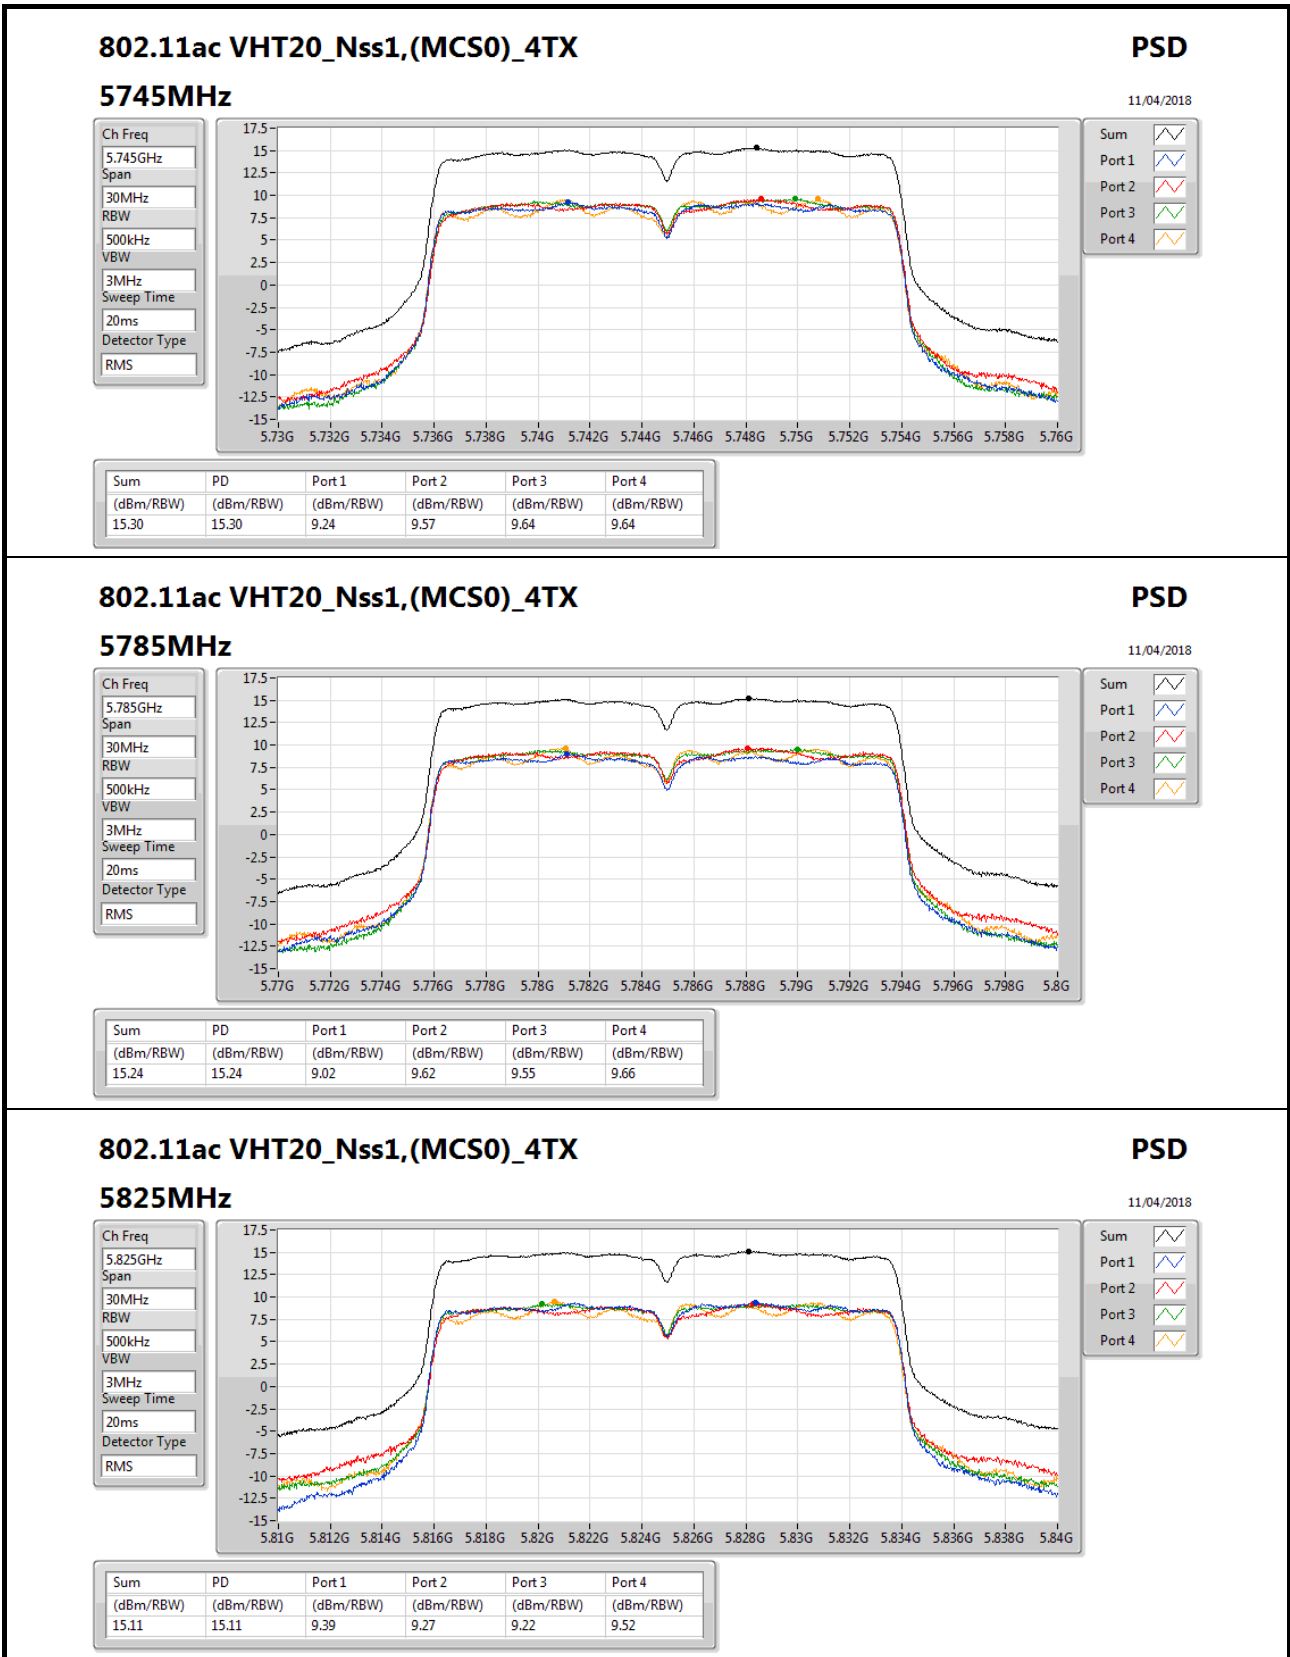 802.11ac VHT20_Nss1,(MCS0)_4TX PSD
5745MHz 11/04/2018
Ch Freq
5.745GHz
Span
30MHz
RBW
500kHz
VBW
3MHz
Sweep Time
20ms
Detector Type
RMS
17.5
15
12.5
10
7.5
5
2.5
0
-2.5
-5
-7.5
-10
-12.5
-15
5.73G 5.732G 5.734G 5.736G 5.738G 5.74G 5.742G 5.744G 5.746G 5.748G 5.75G 5.752G 5.754G 5.756G 5.758G 5.76G
Sum
Port 1
Port 2
Port 3
Port 4
Sum PD Port 1 Port 2 Port 3 Port 4
(dBm/RBW) (dBm/RBW) (dBm/RBW) (dBm/RBW) (dBm/RBW) (dBm/RBW)
15.30 15.30 9.24 9.57 9.64 9.64
802.11ac VHT20_Nss1,(MCS0)_4TX PSD
5785MHz 11/04/2018
Ch Freq
5.785GHz
Span
30MHz
RBW
500kHz
VBW
3MHz
Sweep Time
20ms
Detector Type
RMS
17.5
15
12.5
10
7.5
5
2.5
0
-2.5
-5
-7.5
-10
-12.5
-15
5.77G 5.772G 5.774G 5.776G 5.778G 5.78G 5.782G 5.784G 5.786G 5.788G 5.79G 5.792G 5.794G 5.796G 5.798G 5.8G
Sum
Port 1
Port 2
Port 3
Port 4
Sum PD Port 1 Port 2 Port 3 Port 4
(dBm/RBW) (dBm/RBW) (dBm/RBW) (dBm/RBW) (dBm/RBW) (dBm/RBW)
15.24 15.24 9.02 9.62 9.55 9.66
802.11ac VHT20_Nss1,(MCS0)_4TX PSD
5825MHz 11/04/2018
Ch Freq
5.825GHz
Span
30MHz
RBW
500kHz
VBW
3MHz
Sweep Time
20ms
Detector Type
RMS
17.5
15
12.5
10
7.5
5
2.5
0
-2.5
-5
-7.5
-10
-12.5
-15
5.81G 5.812G 5.814G 5.816G 5.818G 5.82G 5.822G 5.824G 5.826G 5.828G 5.83G 5.832G 5.834G 5.836G 5.838G 5.84G
Sum
Port 1
Port 2
Port 3
Port 4
Sum PD Port 1 Port 2 Port 3 Port 4
(dBm/RBW) (dBm/RBW) (dBm/RBW) (dBm/RBW) (dBm/RBW) (dBm/RBW)
15.11 15.11 9.39 9.27 9.22 9.52